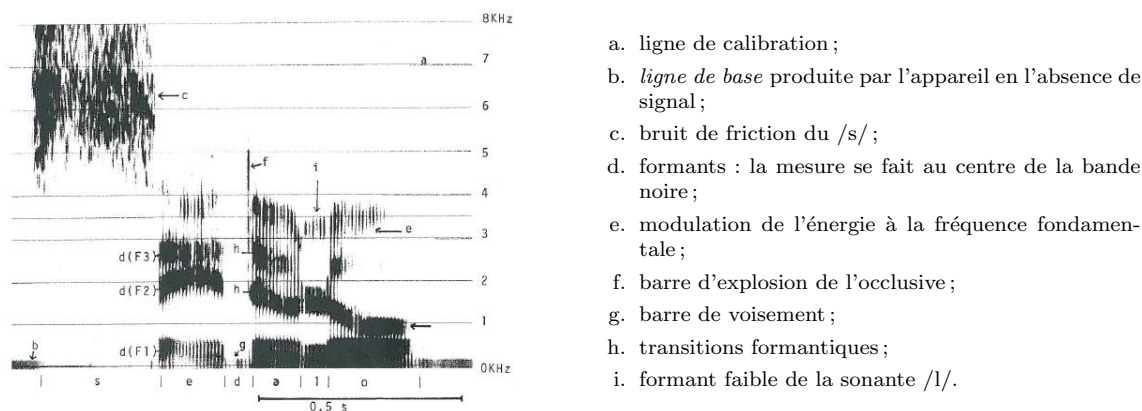 8KHz
7
a
c
6
5
f
i
4
e
3
d(F3)
h
2
d(F2)
h
1
b
d(F1)
g
0KHz
| s | e | d | ə | l | o |
0.5 s
a. ligne de calibration ;
b. ligne de base produite par l'appareil en l'absence de
signal ;
c. bruit de friction du /s/ ;
d. formants : la mesure se fait au centre de la bande
noire ;
e. modulation de l'énergie à la fréquence fondamen-
tale ;
f. barre d'explosion de l'occlusive ;
g. barre de voisement ;
h. transitions formantiques ;
i. formant faible de la sonante /l/.